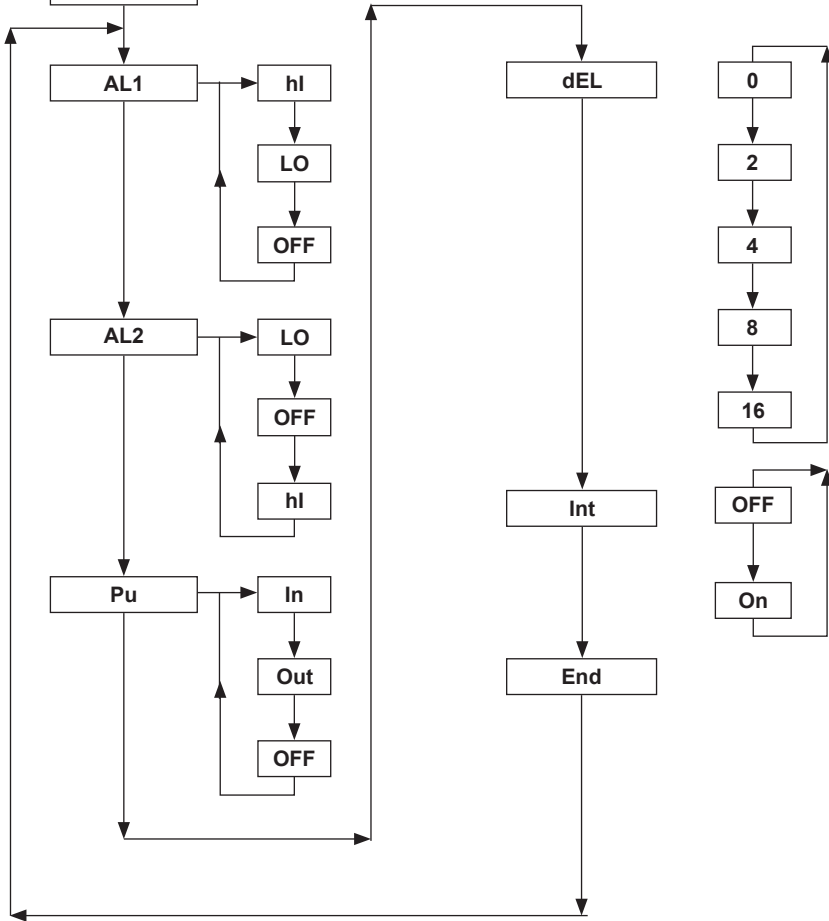 AL1
hI
LO
OFF
AL2
LO
OFF
hI
Pu
In
Out
OFF
dEL
0
2
4
8
16
Int
OFF
On
End